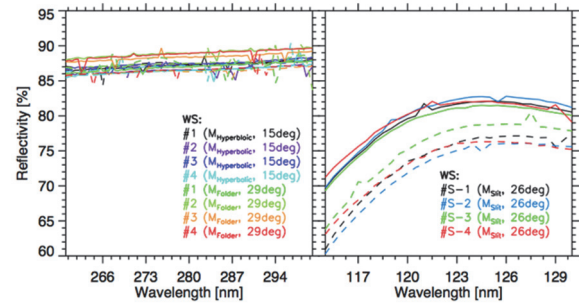 95
90
85
80
75
70
65
60
Reflectivity [%]
WS:
#1 (MHyperbolic, 15deg)
#2 (MHyperbolic, 15deg)
#3 (MHyperbolic, 15deg)
#4 (MHyperbolic, 15deg)
#1 (MFolder, 29deg)
#2 (MFolder, 29deg)
#3 (MFolder, 29deg)
#4 (MFolder, 29deg)
266 273 280 287 294
Wavelength [nm]
WS:
#S-1 (MSlit, 26deg)
#S-2 (MSlit, 26deg)
#S-3 (MSlit, 26deg)
#S-4 (MSlit, 26deg)
117 120 123 126 129
Wavelength [nm]